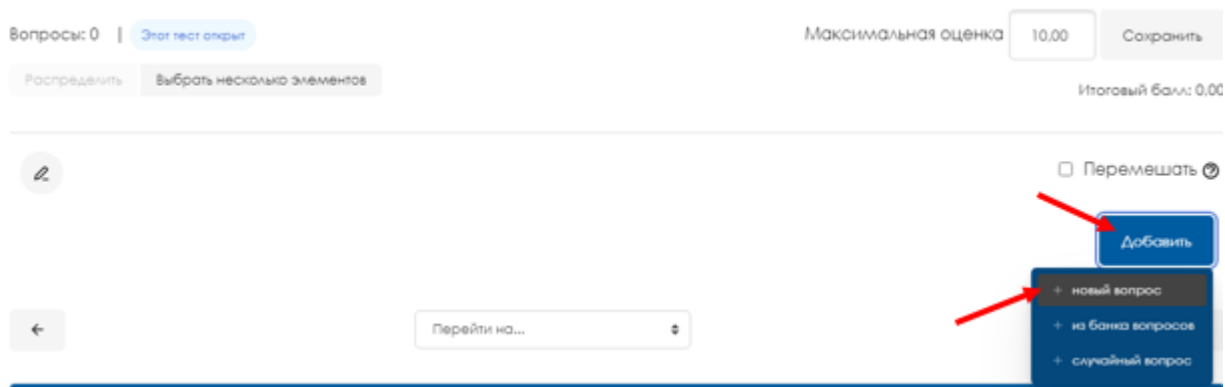 Вопросы: 0 | Этот тест открыт Максимальная оценка 10,00 Сохранить
Распределить Выбрать несколько элементов Итоговый балл: 0,00
Перемешать
Добавить
+ новый вопрос
Перейти на...
+ из банка вопросов
+ случайный вопрос